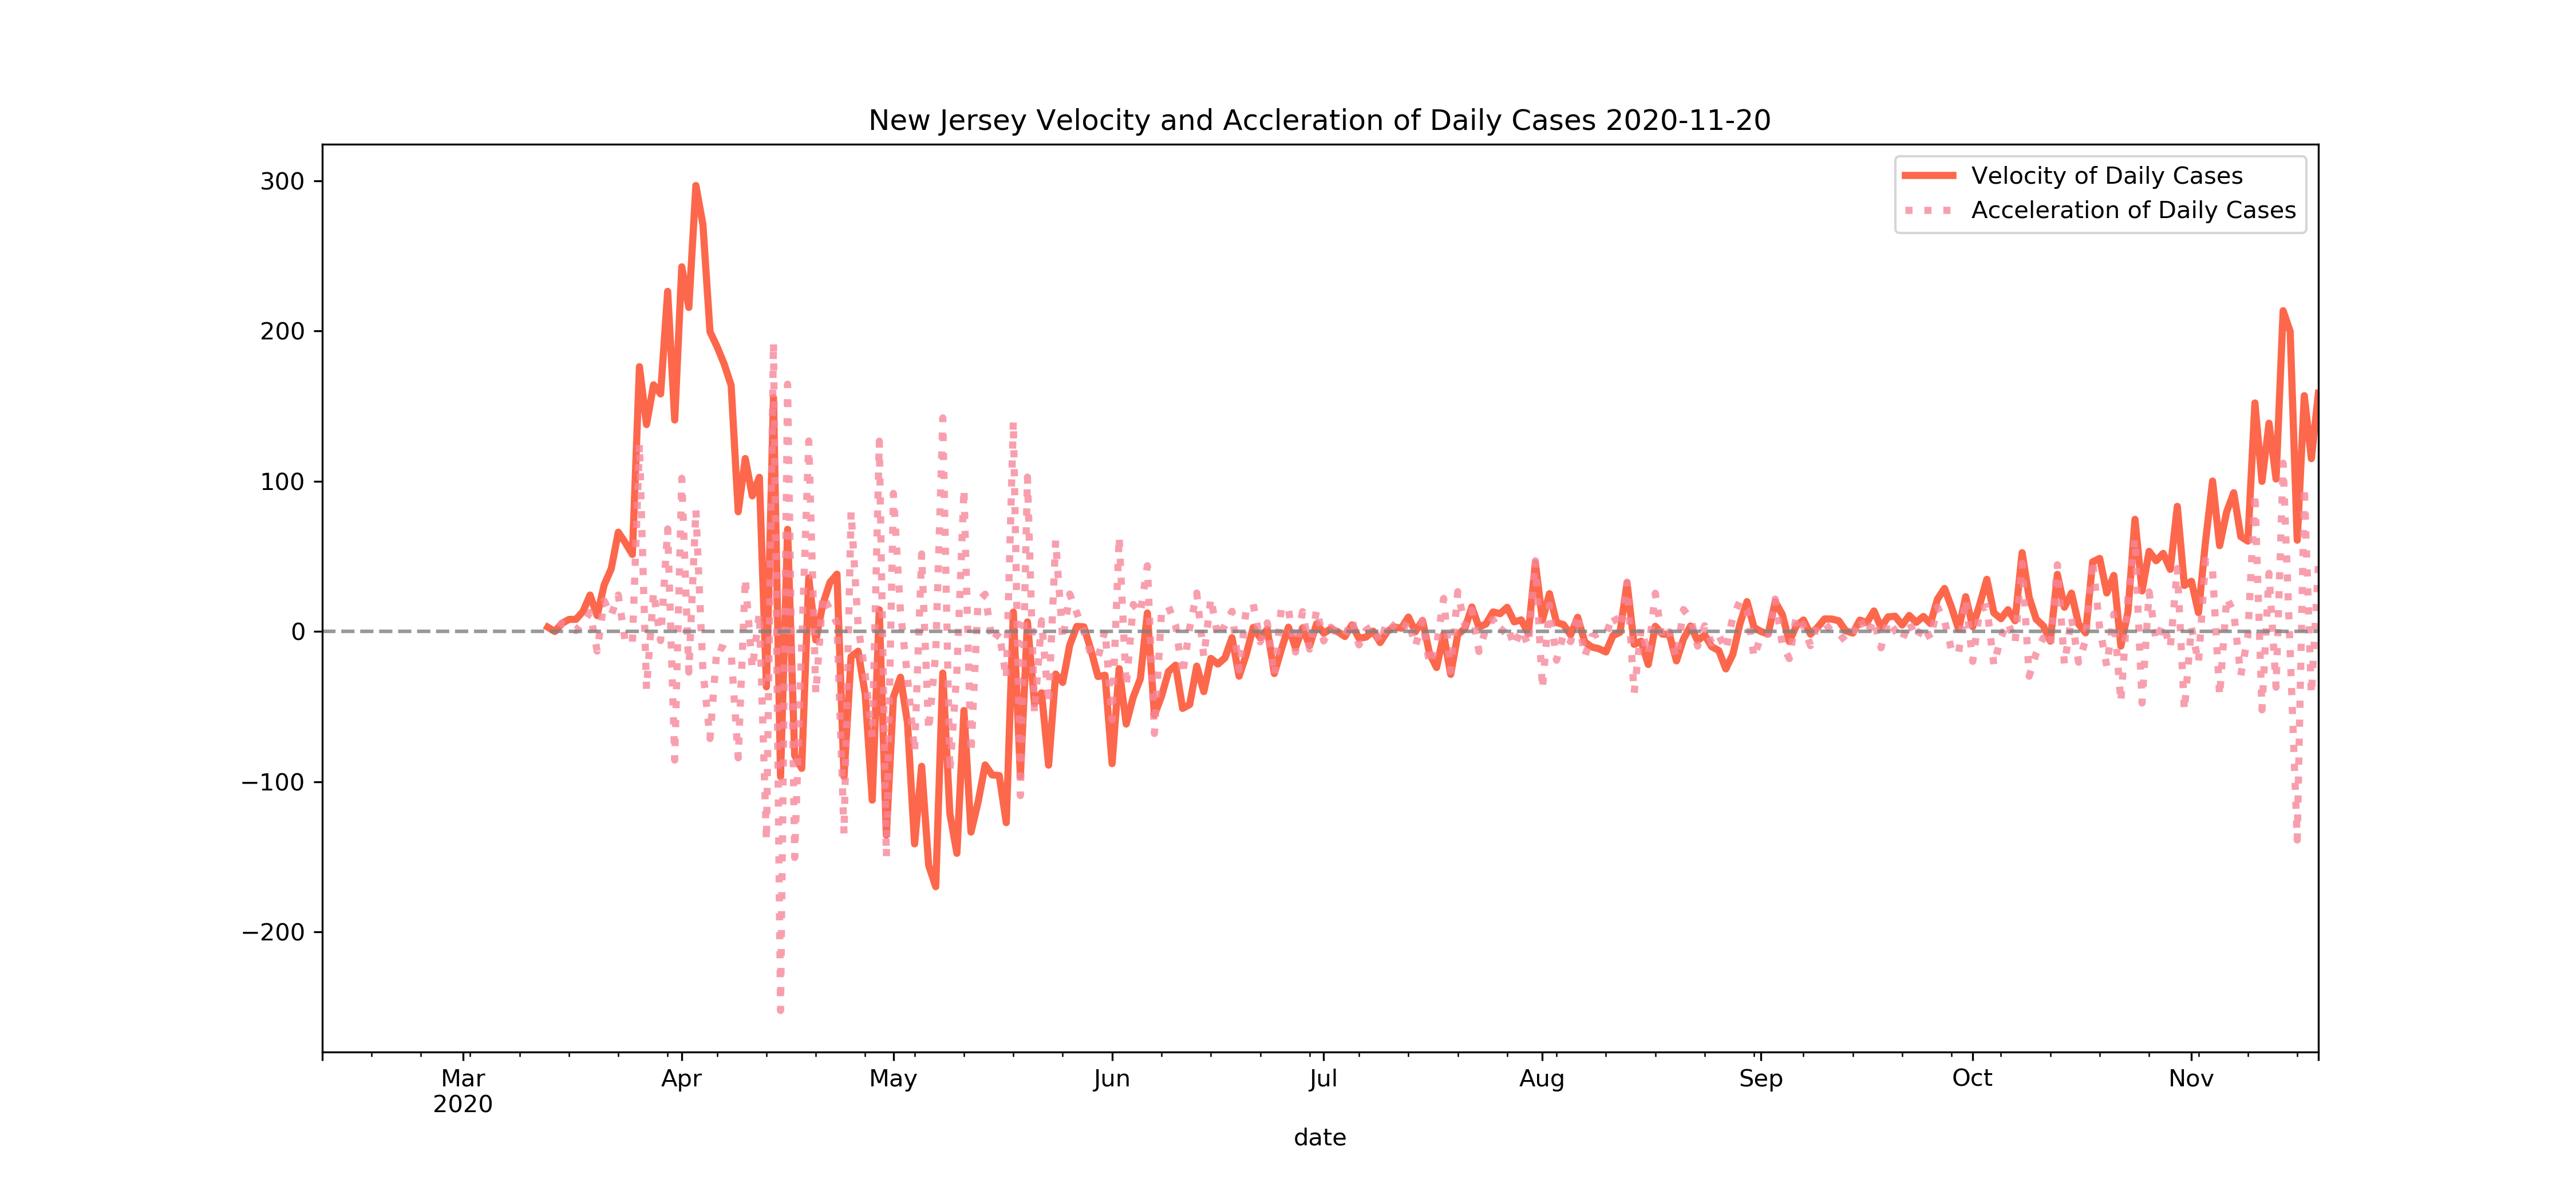 New Jersey Velocity and Accleration of Daily Cases 2020-11-20
Velocity of Daily Cases
Acceleration of Daily Cases
300
200
100
0
−100
−200
Mar Apr May Jun Jul Aug Sep Oct Nov
2020
date